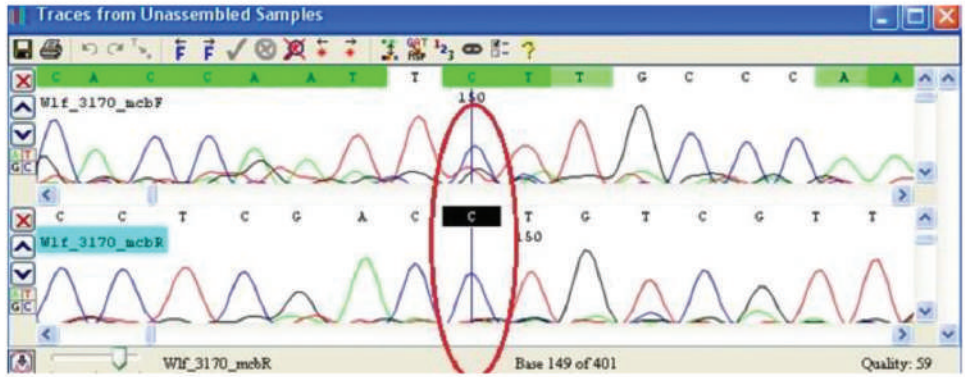 Traces from Unassembled Samples
C A C C A A T T C T T G C C C A A
150
Wlf_3170_mcbF
A T
G C
C C T C G A C C T G T C G T T
150
Wlf_3170_mcbR
A T
G C
Wlf_3170_mcbR Base 149 of 401 Quality: 59